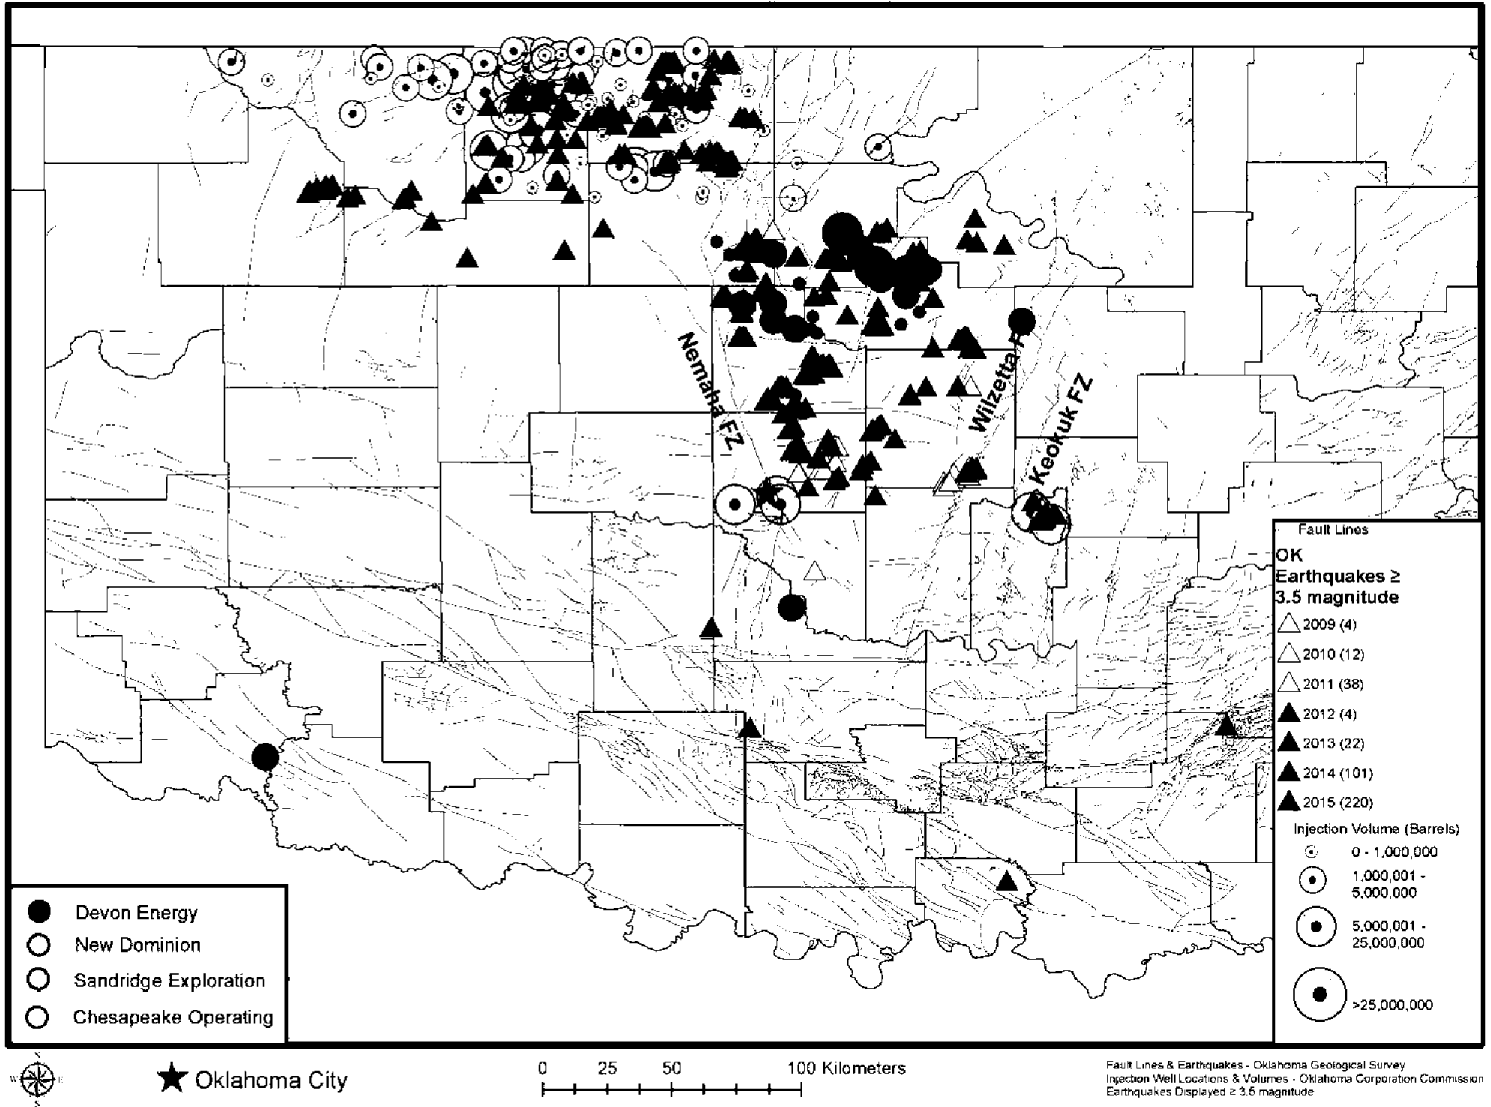 Nemaha FZ
Wilzetta F
Keokuk FZ
Fault Lines
OK
Earthquakes ≥
3.5 magnitude
2009 (4)
2010 (12)
2011 (38)
2012 (4)
2013 (22)
2014 (101)
2015 (220)
Injection Volume (Barrels)
0 - 1,000,000
1,000,001 -
5,000,000
5,000,001 -
25,000,000
>25,000,000
Devon Energy
New Dominion
Sandridge Exploration
Chesapeake Operating
N
W E
S
Oklahoma City
0 25 50 100 Kilometers
Fault Lines & Earthquakes - Oklahoma Geological Survey
Injection Well Locations & Volumes - Oklahoma Corporation Commission
Earthquakes Displayed ≥ 3.5 magnitude